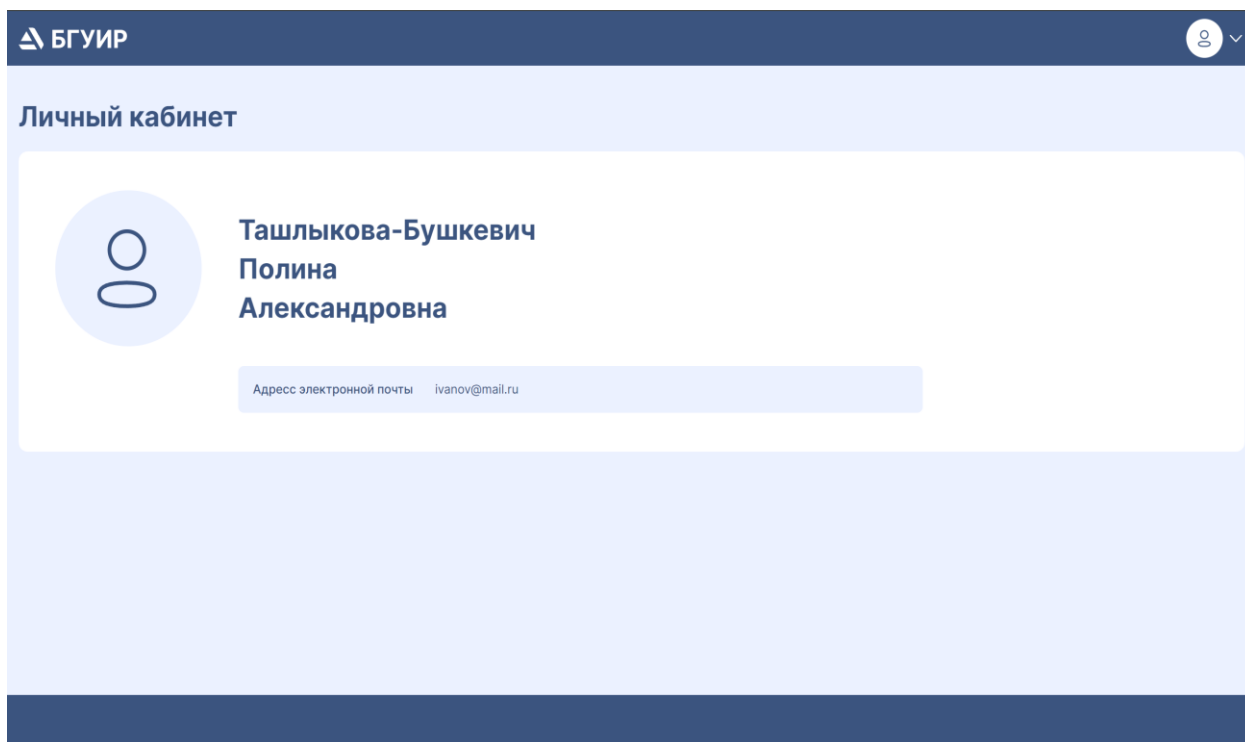 БГУИР
Личный кабинет
Ташлыкова-Бушкевич
Полина
Александровна
Адресс электронной почты ivanov@mail.ru